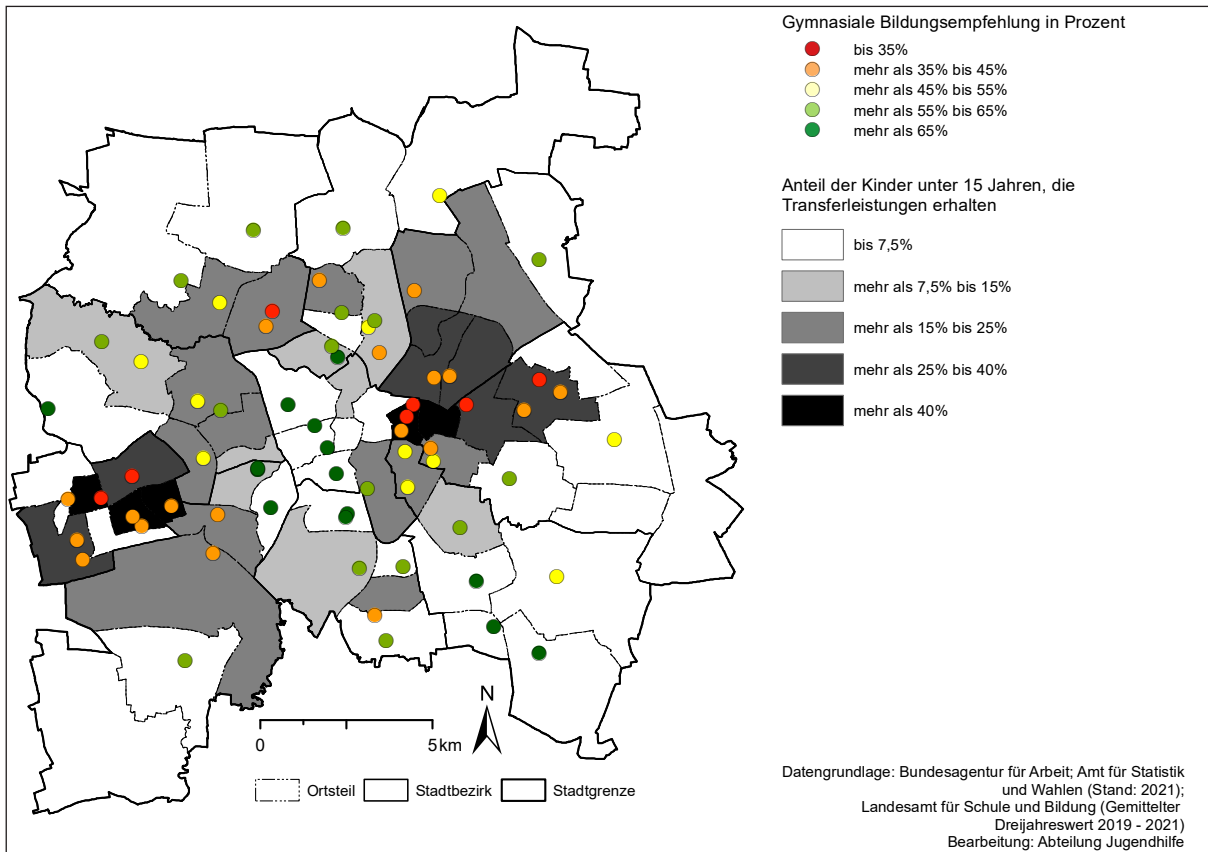 Gymnasiale Bildungsempfehlung in Prozent
bis 35%
mehr als 35% bis 45%
mehr als 45% bis 55%
mehr als 55% bis 65%
mehr als 65%
Anteil der Kinder unter 15 Jahren, die
Transferleistungen erhalten
bis 7,5%
mehr als 7,5% bis 15%
mehr als 15% bis 25%
mehr als 25% bis 40%
mehr als 40%
N
0 5km
Ortsteil Stadtbezirk Stadtgrenze
Datengrundlage: Bundesagentur für Arbeit; Amt für Statistik
und Wahlen (Stand: 2021);
Landesamt für Schule und Bildung (Gemittelter
Dreijahreswert 2019 - 2021)
Bearbeitung: Abteilung Jugendhilfe